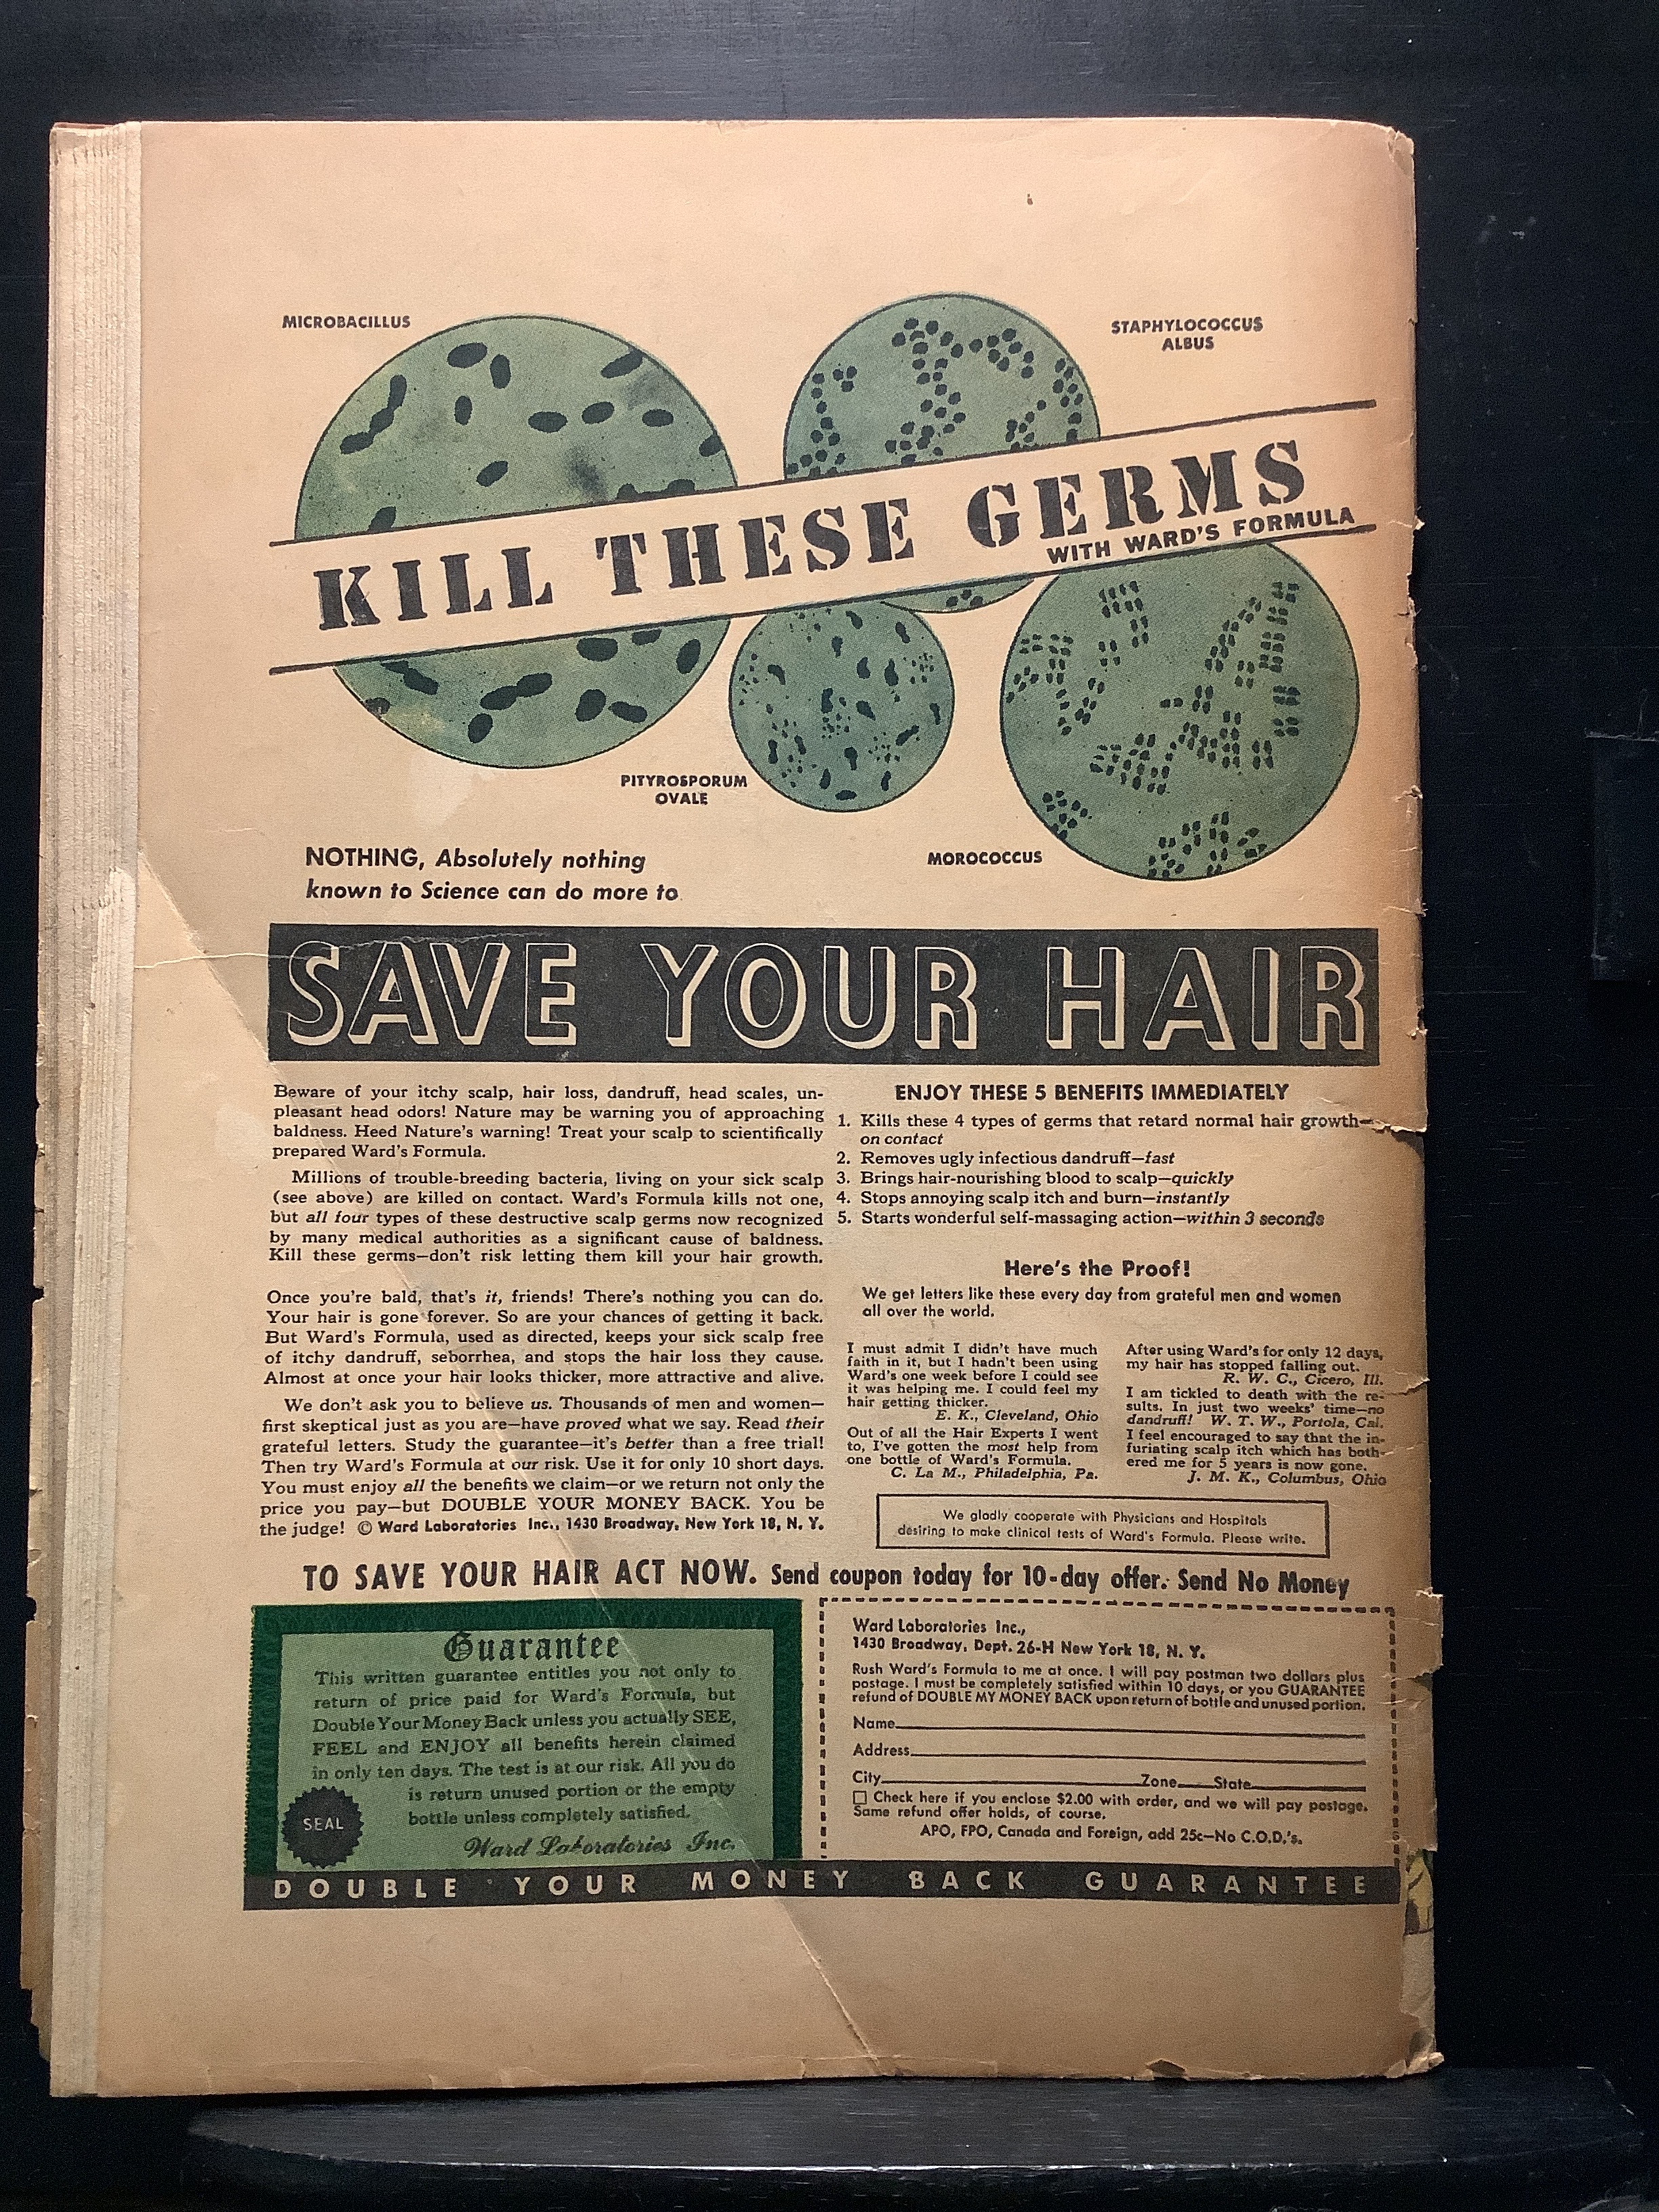 MICROBACILLUS
STAPHYLOCOCCUS
ALBUS
KILL THESE GERMS
WITH WARD'S FORMULA
PITYROSPORUM
OVALE
MOROCOCCUS
NOTHING, Absolutely nothing
known to Science can do more to
SAVE YOUR HAIR
Beware of your itchy scalp, hair loss, dandruff, head scales, un-
pleasant head odors! Nature may be warning you of approaching
baldness. Heed Nature's warning! Treat your scalp to scientifically
prepared Ward's Formula.
Millions of trouble-breeding bacteria, living on your sick scalp
(see above) are killed on contact. Ward's Formula kills not one,
but all four types of these destructive scalp germs now recognized
by many medical authorities as a significant cause of baldness.
Kill these germs—don't risk letting them kill your hair growth.
Once you're bald, that's it, friends! There's nothing you can do.
Your hair is gone forever. So are your chances of getting it back.
But Ward's Formula, used as directed, keeps your sick scalp free
of itchy dandruff, seborrhea, and stops the hair loss they cause.
Almost at once your hair looks thicker, more attractive and alive.
We don't ask you to believe us. Thousands of men and women—
first skeptical just as you are—have proved what we say. Read their
grateful letters. Study the guarantee—it's better than a free trial!
Then try Ward's Formula at our risk. Use it for only 10 short days.
You must enjoy all the benefits we claim—or we return not only the
price you pay—but DOUBLE YOUR MONEY BACK. You be
the judge! © Ward Laboratories Inc., 1430 Broadway, New York 18, N. Y.
ENJOY THESE 5 BENEFITS IMMEDIATELY
1. Kills these 4 types of germs that retard normal hair growth—
on contact
2. Removes ugly infectious dandruff—fast
3. Brings hair-nourishing blood to scalp—quickly
4. Stops annoying scalp itch and burn—instantly
5. Starts wonderful self-massaging action—within 3 seconds
Here's the Proof!
We get letters like these every day from grateful men and women
all over the world.
I must admit I didn't have much
faith in it, but I hadn't been using
Ward's one week before I could see
it was helping me. I could feel my
hair getting thicker.
E. K., Cleveland, Ohio
Out of all the Hair Experts I went
to, I've gotten the most help from
one bottle of Ward's Formula.
C. La M., Philadelphia, Pa.
After using Ward's for only 12 days,
my hair has stopped falling out.
R. W. C., Cicero, Ill.
I am tickled to death with the re-
sults. In just two weeks' time—no
dandruff! W. T. W., Portola, Cal.
I feel encouraged to say that the in-
furiating scalp itch which has both-
ered me for 5 years is now gone.
J. M. K., Columbus, Ohio
We gladly cooperate with Physicians and Hospitals
desiring to make clinical tests of Ward's Formula. Please write.
TO SAVE YOUR HAIR ACT NOW. Send coupon today for 10-day offer. Send No Money
Guarantee
This written guarantee entitles you not only to
return of price paid for Ward's Formula, but
Double Your Money Back unless you actually SEE,
FEEL and ENJOY all benefits herein claimed
in only ten days. The test is at our risk. All you do
is return unused portion or the empty
bottle unless completely satisfied.
SEAL
Ward Laboratories Inc.
Ward Laboratories Inc.,
1430 Broadway, Dept. 26-H New York 18, N. Y.
Rush Ward's Formula to me at once. I will pay postman two dollars plus
postage. I must be completely satisfied within 10 days, or you GUARANTEE
refund of DOUBLE MY MONEY BACK upon return of bottle and unused portion.
Name
Address
City Zone State
Check here if you enclose $2.00 with order, and we will pay postage.
Same refund offer holds, of course.
APO, FPO, Canada and Foreign, add 25c—No C.O.D.'s.
DOUBLE YOUR MONEY BACK GUARANTEE